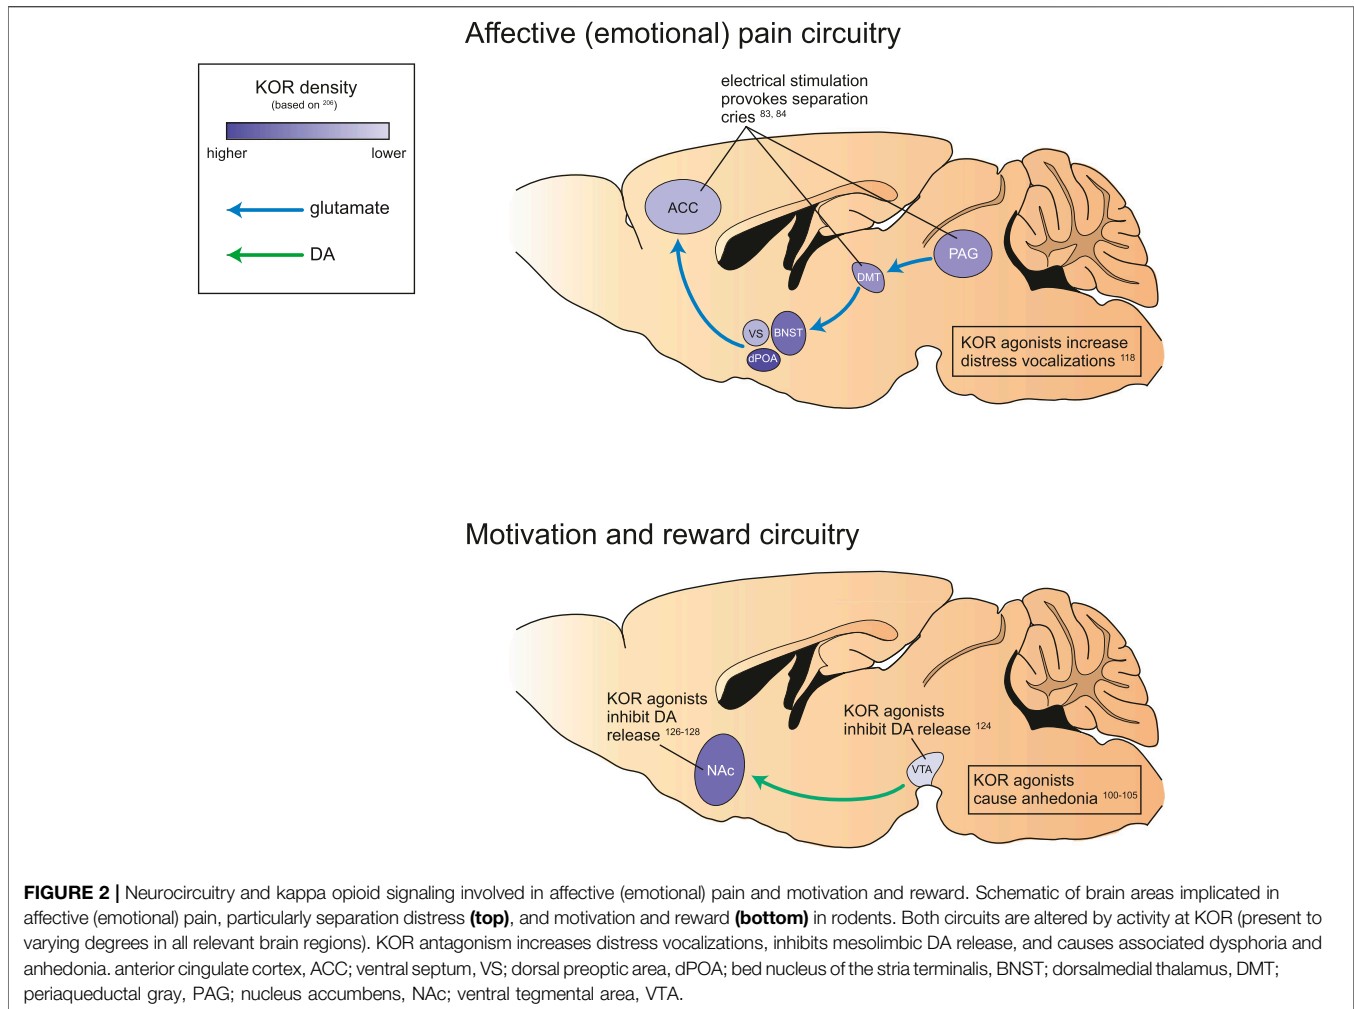 Affective (emotional) pain circuitry
KOR density
(based on 206)
higher lower
glutamate
DA
electrical stimulation
provokes separation
cries 83, 84
ACC
PAG
DMT
VS
BNST
dPOA
KOR agonists increase
distress vocalizations 118
Motivation and reward circuitry
KOR agonists
inhibit DA
release 126-128
KOR agonists
inhibit DA release 124
NAc
VTA
KOR agonists
cause anhedonia 100-105
FIGURE 2 | Neurocircuitry and kappa opioid signaling involved in affective (emotional) pain and motivation and reward. Schematic of brain areas implicated in
affective (emotional) pain, particularly separation distress (top), and motivation and reward (bottom) in rodents. Both circuits are altered by activity at KOR (present to
varying degrees in all relevant brain regions). KOR antagonism increases distress vocalizations, inhibits mesolimbic DA release, and causes associated dysphoria and
anhedonia. anterior cingulate cortex, ACC; ventral septum, VS; dorsal preoptic area, dPOA; bed nucleus of the stria terminalis, BNST; dorsalmedial thalamus, DMT;
periaqueductal gray, PAG; nucleus accumbens, NAc; ventral tegmental area, VTA.